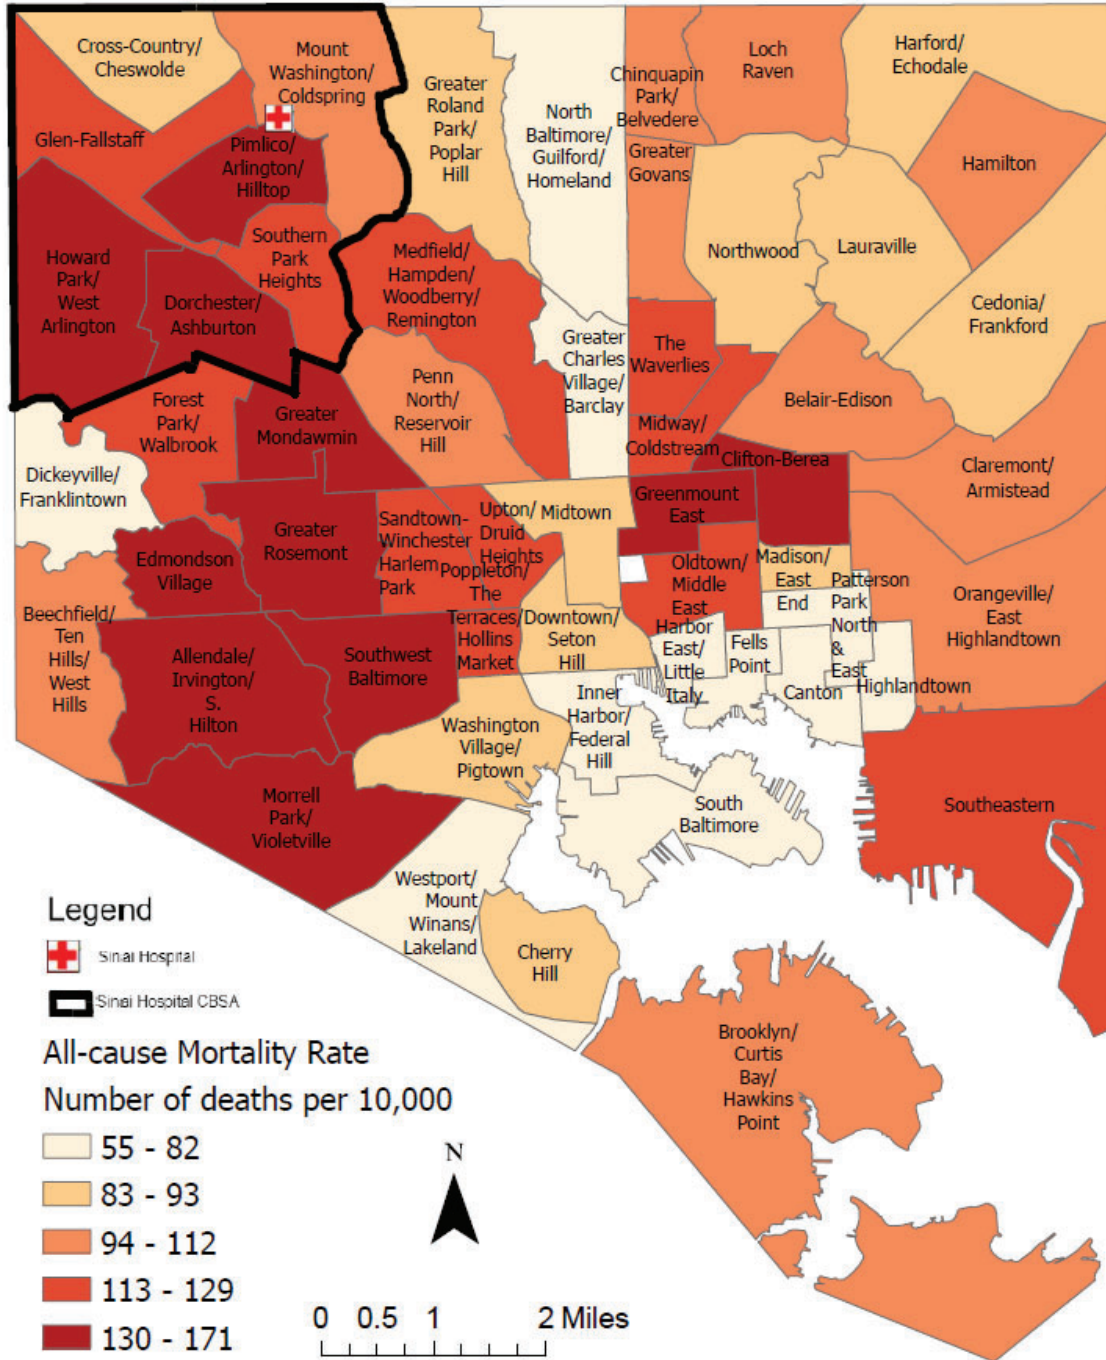 Cross-Country/
Cheswolde
Mount
Washington/
Coldspring
Greater
Roland
Park/
Poplar
Hill
North
Baltimore/
Guilford/
Homeland
Chinquapin
Park/
Belvedere
Loch
Raven
Harford/
Echodale
Glen-Fallstaff
Pimlico/
Arlington/
Hilltop
Greater
Govans
Hamilton
Howard
Park/
West
Arlington
Southern
Park
Heights
Dorchester/
Ashburton
Medfield/
Hampden/
Woodberry/
Remington
Northwood
Lauraville
Cedonia/
Frankford
Greater
Charles
Village/
Barclay
The
Waverlies
Belair-Edison
Forest
Park/
Walbrook
Greater
Mondawmin
Penn
North/
Reservoir
Hill
Midway/
Coldstream
Clifton-Berea
Claremont/
Armistead
Dickeyville/
Franklintown
Greater
Rosemont
Sandtown-
Winchester
Harlem
Park
Upton/
Druid
Heights
Midtown
Greenmount
East
Edmondson
Village
Poppleton/
The
Terraces/
Hollins
Market
Oldtown/
Middle
East
Madison/
East
End
Patterson
Park
North
&
East
Orangeville/
East
Highlandtown
Beechfield/
Ten
Hills/
West
Hills
Allendale/
Irvington/
S.
Hilton
Southwest
Baltimore
Downtown/
Seton
Hill
Harbor
East/
Little
Italy
Fells
Point
Canton
Highlandtown
Inner
Harbor/
Federal
Hill
Washington
Village/
Pigtown
Morrell
Park/
Violetville
South
Baltimore
Southeastern
Westport/
Mount
Winans/
Lakeland
Cherry
Hill
Brooklyn/
Curtis
Bay/
Hawkins
Point
Legend
Sinai Hospital
Sinai Hospital CBSA
All-cause Mortality Rate
Number of deaths per 10,000
55 - 82
83 - 93
94 - 112
113 - 129
130 - 171
N
0 0.5 1 2 Miles